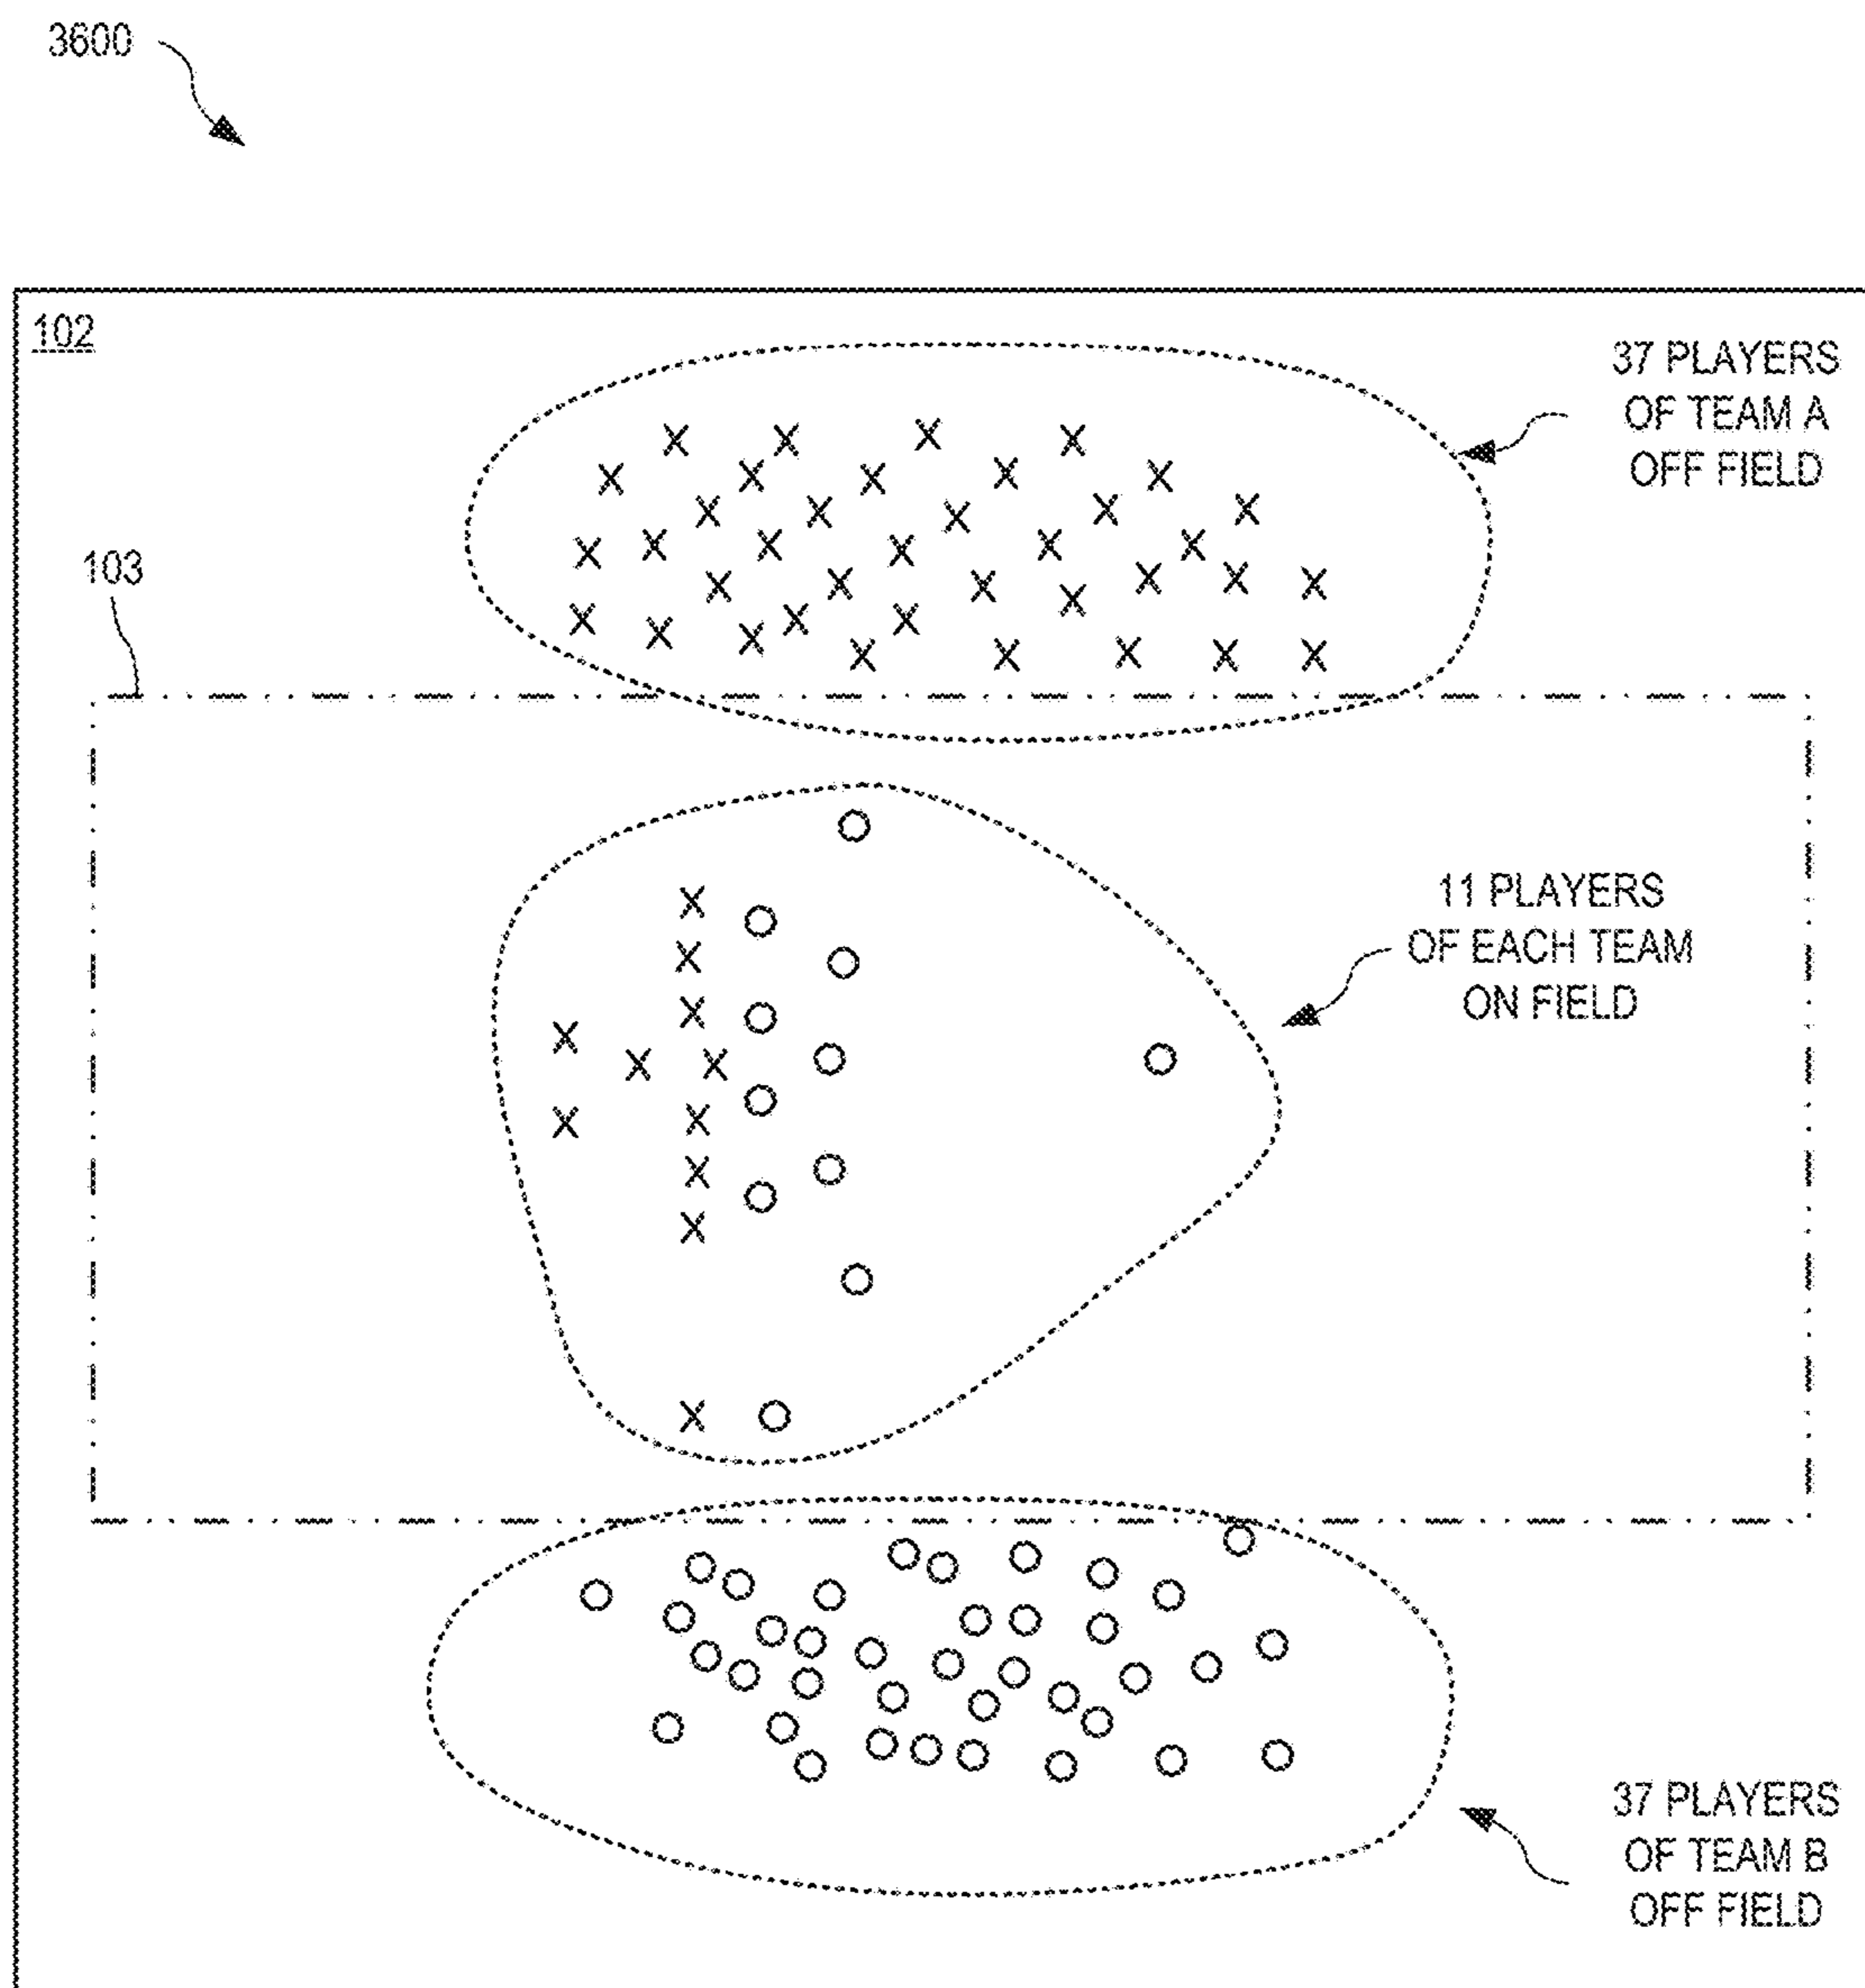 3600
102
37 PLAYERS
OF TEAM A
OFF FIELD
103
11 PLAYERS
OF EACH TEAM
ON FIELD
37 PLAYERS
OF TEAM B
OFF FIELD